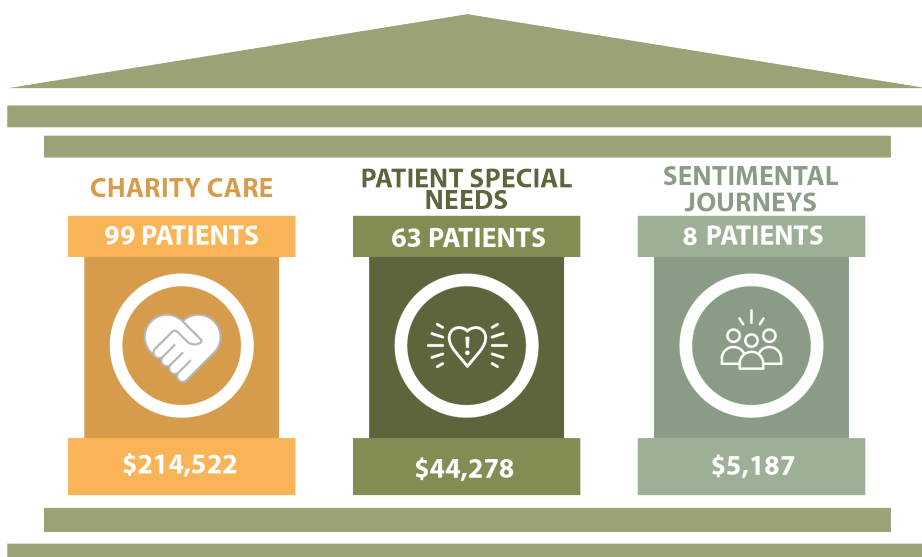 CHARITY CARE
99 PATIENTS
$214,522
PATIENT SPECIAL
NEEDS
63 PATIENTS
!
$44,278
SENTIMENTAL
JOURNEYS
8 PATIENTS
$5,187